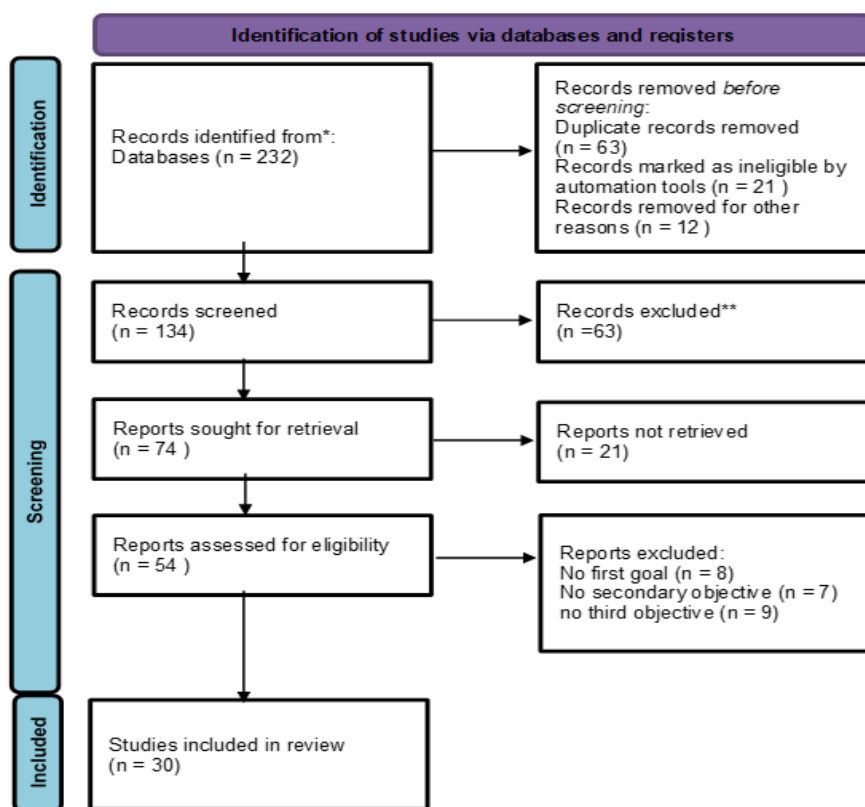 Identification of studies via databases and registers
Identification
Records identified from*:
Databases (n = 232)
Records removed before
screening:
Duplicate records removed
(n = 63)
Records marked as ineligible by
automation tools (n = 21 )
Records removed for other
reasons (n = 12 )
Screening
Records screened
(n = 134)
Records excluded**
(n =63)
Reports sought for retrieval
(n = 74 )
Reports not retrieved
(n = 21)
Reports assessed for eligibility
(n = 54 )
Reports excluded:
No first goal (n = 8)
No secondary objective (n = 7)
no third objective (n = 9)
Included
Studies included in review
(n = 30)